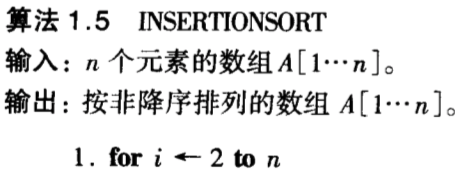 算法 1.5 INSERTIONSORT
输入：n 个元素的数组 A[1⋯n]。
输出：按非降序排列的数组 A[1⋯n]。
1. for i ← 2 to n